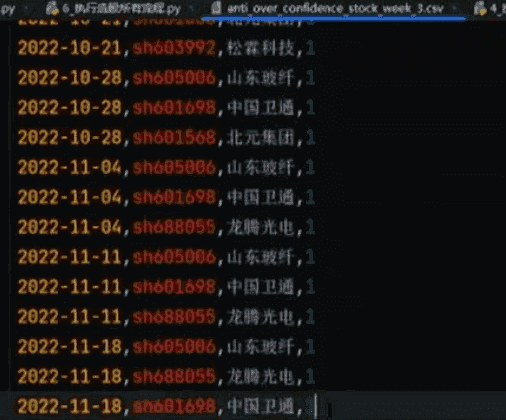 .py
6_执行选股所有流程.py
anti_over_confidence_stock_week_3.csv
2022-10-21,sh603992,松霖科技,1
2022-10-28,sh605006,山东玻纤,1
2022-10-28,sh601698,中国卫通,1
2022-10-28,sh601568,北元集团,1
2022-11-04,sh605006,山东玻纤,1
2022-11-04,sh601698,中国卫通,1
2022-11-04,sh688055,龙腾光电,1
2022-11-11,sh605006,山东玻纤,1
2022-11-11,sh601698,中国卫通,1
2022-11-11,sh688055,龙腾光电,1
2022-11-18,sh605006,山东玻纤,1
2022-11-18,sh688055,龙腾光电,1
2022-11-18,sh601698,中国卫通,1